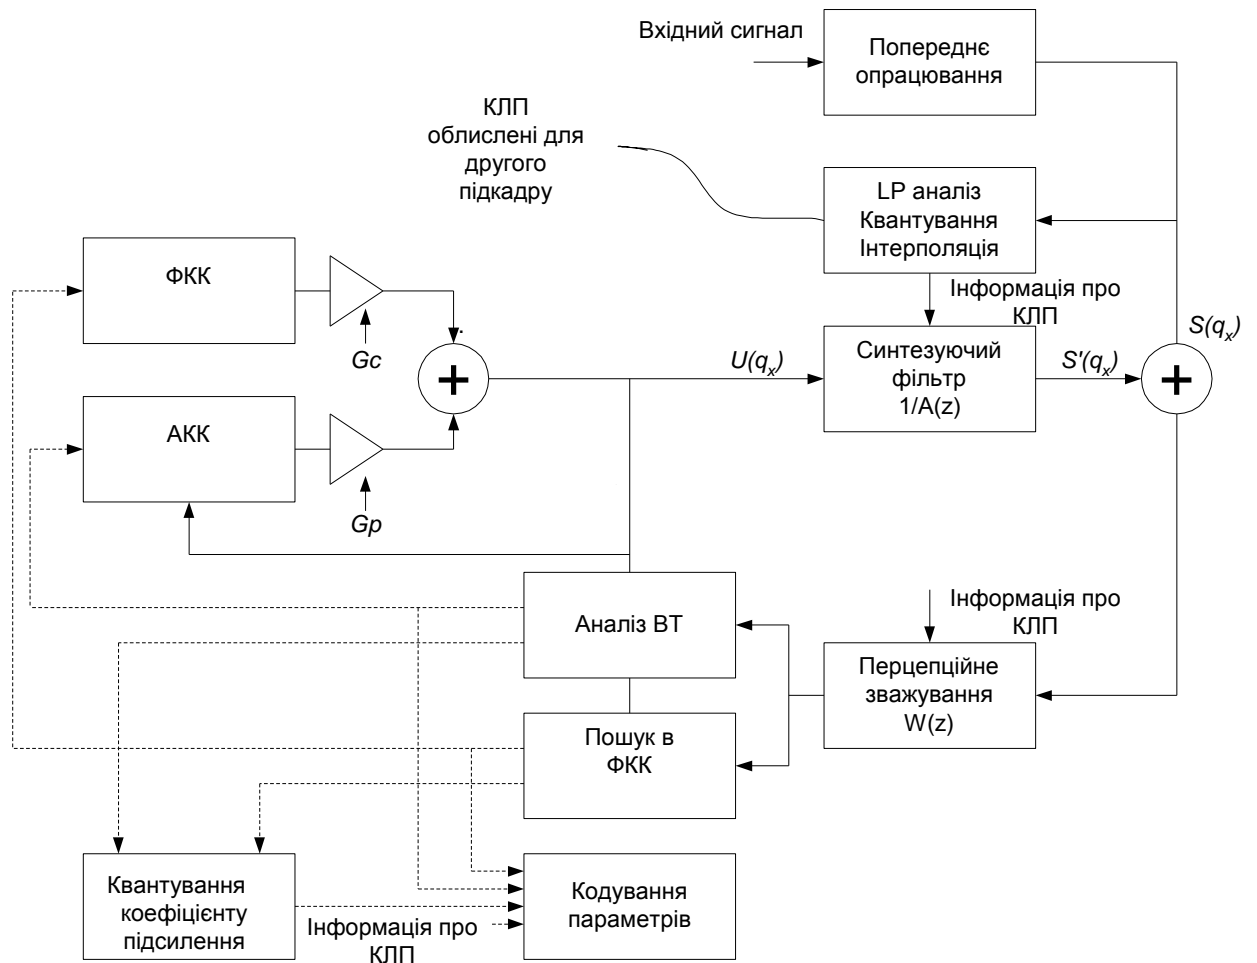 Вхідний сигнал
Попереднє
опрацювання
КЛП
облислені для
другого
підкадру
LP аналіз
Квантування
Інтерполяція
ФКК
Gc
Інформація про
КЛП
S(qx)
U(qx)
Синтезуючий
фільтр
1/A(z)
S'(qx)
+
+
АКК
Gp
Аналіз ВТ
Інформація про
КЛП
Перцепційне
зважування
W(z)
Пошук в
ФКК
Квантування
коефіцієнту
підсилення
Інформація про
КЛП
Кодування
параметрів